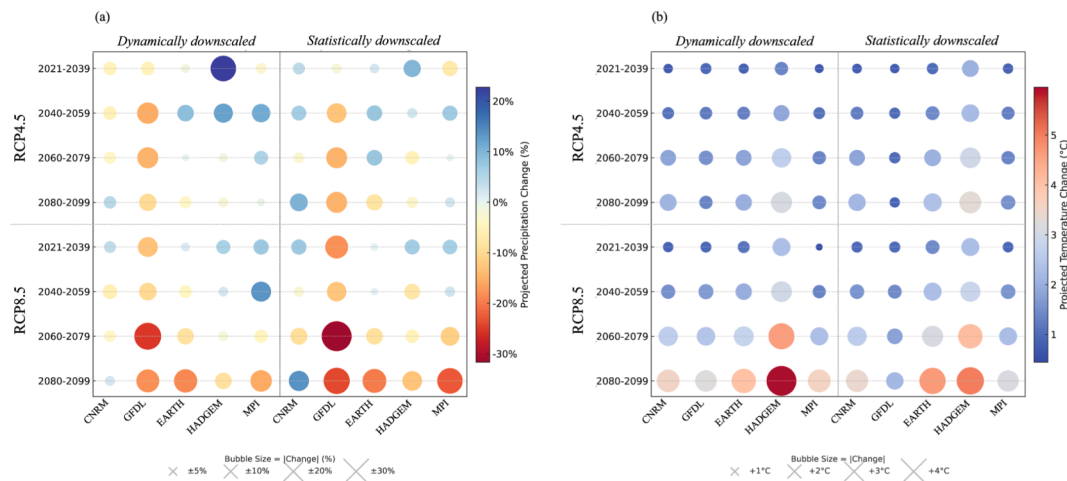 (a)
Dynamically downscaled
Statistically downscaled
RCP4.5
2021-2039
2040-2059
2060-2079
2080-2099
RCP8.5
2021-2039
2040-2059
2060-2079
2080-2099
CNRM
GFDL
EARTH
HADGEM
MPI
CNRM
GFDL
EARTH
HADGEM
MPI
20%
10%
0%
-10%
-20%
-30%
Projected Precipitation Change (%)
Bubble Size = |Change| (%)
±5% ±10% ±20% ±30%
(b)
Dynamically downscaled
Statistically downscaled
RCP4.5
2021-2039
2040-2059
2060-2079
2080-2099
RCP8.5
2021-2039
2040-2059
2060-2079
2080-2099
CNRM
GFDL
EARTH
HADGEM
MPI
CNRM
GFDL
EARTH
HADGEM
MPI
5
4
3
2
1
Projected Temperature Change (°C)
Bubble Size = |Change|
+1°C +2°C +3°C +4°C